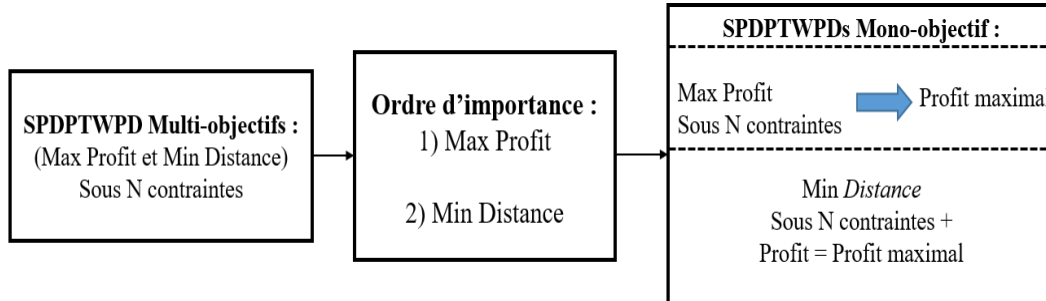 SPDPTWPD Multi-objectifs :
(Max Profit et Min Distance)
Sous N contraintes
Ordre d’importance :
1) Max Profit
2) Min Distance
SPDPTWPDs Mono-objectif :
Max Profit
Sous N contraintes
Profit maximal
Min Distance
Sous N contraintes +
Profit = Profit maximal